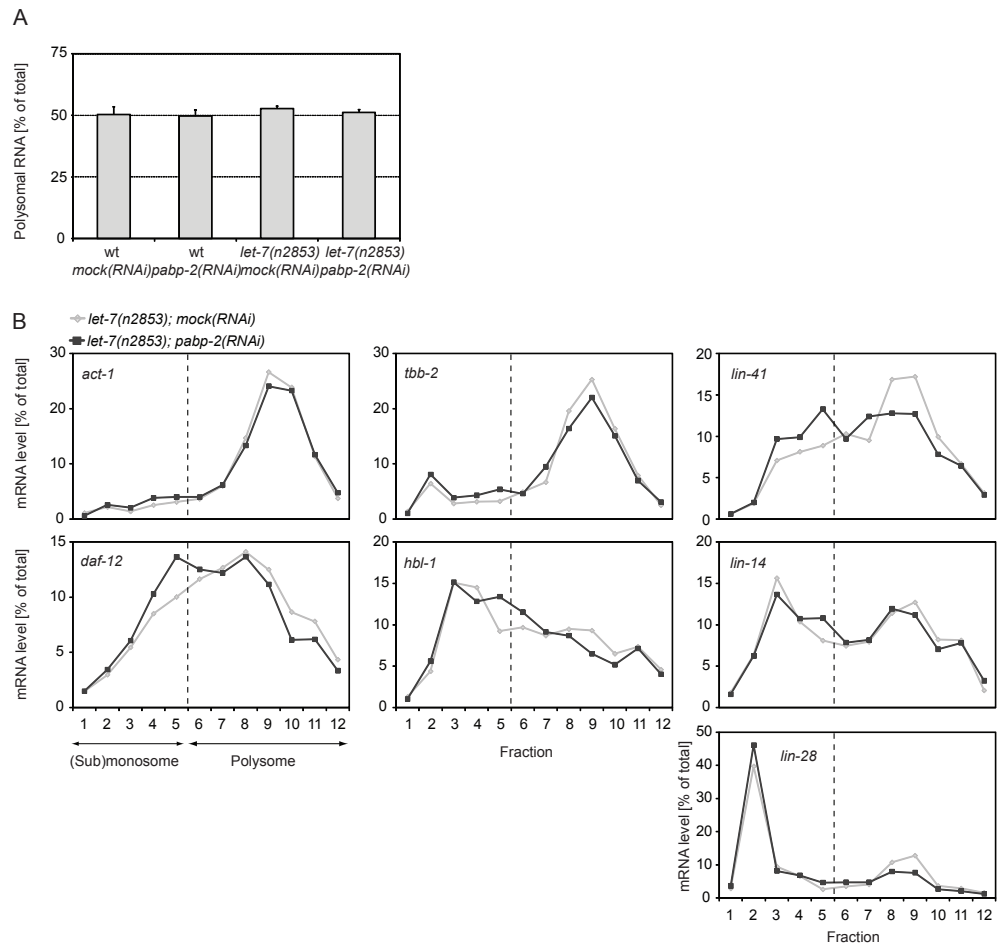 A
Polysomal RNA [% of total]
75
50
25
0
wt
mock(RNAi)
wt
pabp-2(RNAi)
let-7(n2853)
mock(RNAi)
let-7(n2853)
pabp-2(RNAi)
B
let-7(n2853); mock(RNAi)
let-7(n2853); pabp-2(RNAi)
mRNA level [% of total]
30
20
10
0
act-1
30
20
10
0
tbb-2
20
15
10
5
0
lin-41
mRNA level [% of total]
15
10
5
0
daf-12
1 2 3 4 5 6 7 8 9 10 11 12
(Sub)monosome
Polysome
20
15
10
5
0
hbl-1
1 2 3 4 5 6 7 8 9 10 11 12
Fraction
20
15
10
5
0
lin-14
mRNA level [% of total]
50
40
30
20
10
0
lin-28
1 2 3 4 5 6 7 8 9 10 11 12
Fraction